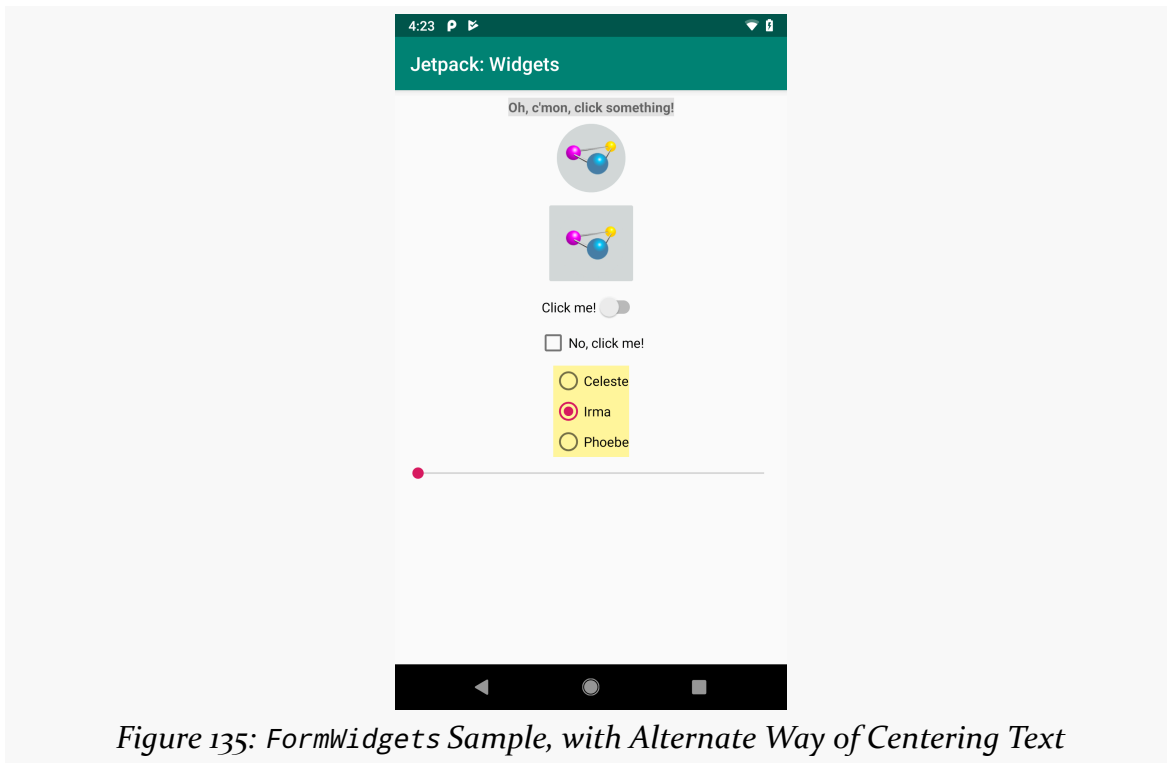 4:23
Jetpack: Widgets
Oh, c'mon, click something!
Click me!
No, click me!
Celeste
Irma
Phoebe
Figure 135: FormWidgets Sample, with Alternate Way of Centering Text